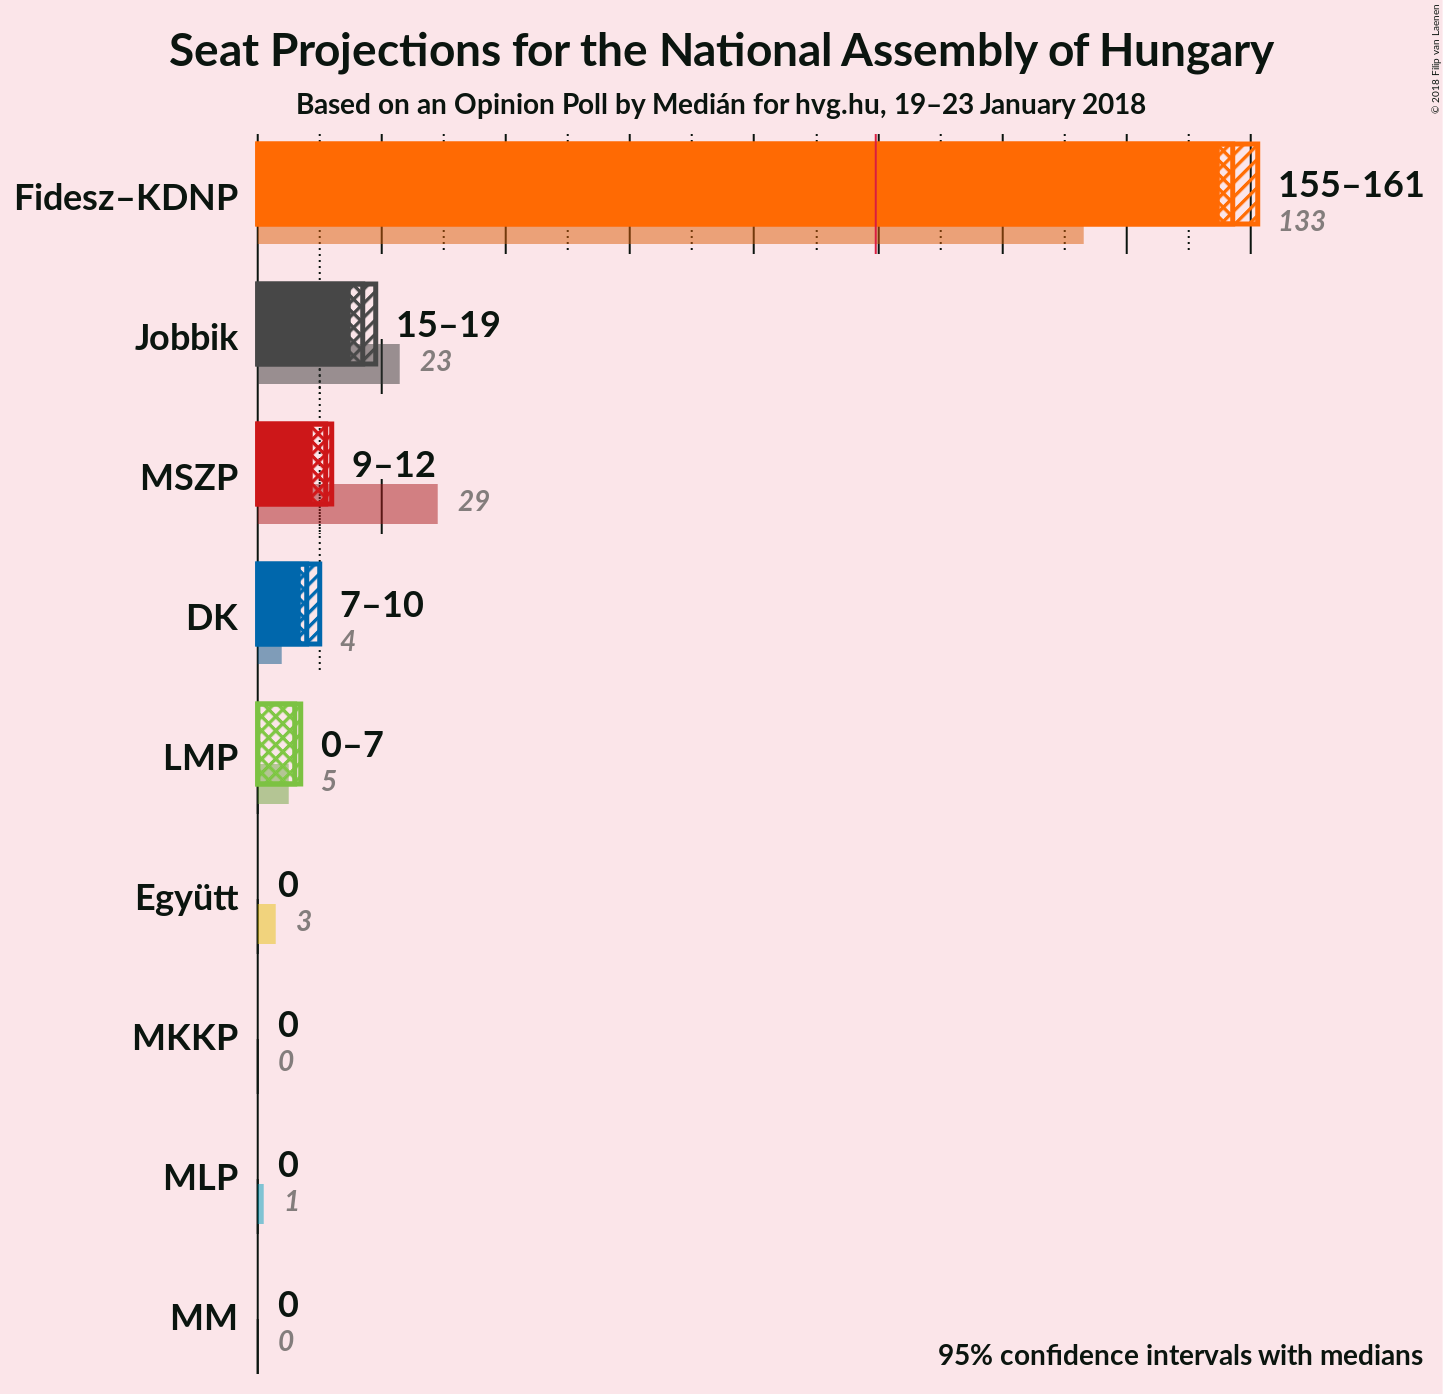 Seat Projections for the National Assembly of Hungary
Based on an Opinion Poll by Medián for hvg.hu, 19–23 January 2018
© 2018 Filip van Laenen
Fidesz–KDNP
155–161
133
Jobbik
15–19
23
MSZP
9–12
29
DK
7–10
4
LMP
0–7
5
Együtt
0
3
MKKP
0
0
MLP
0
1
MM
0
0
95% confidence intervals with medians